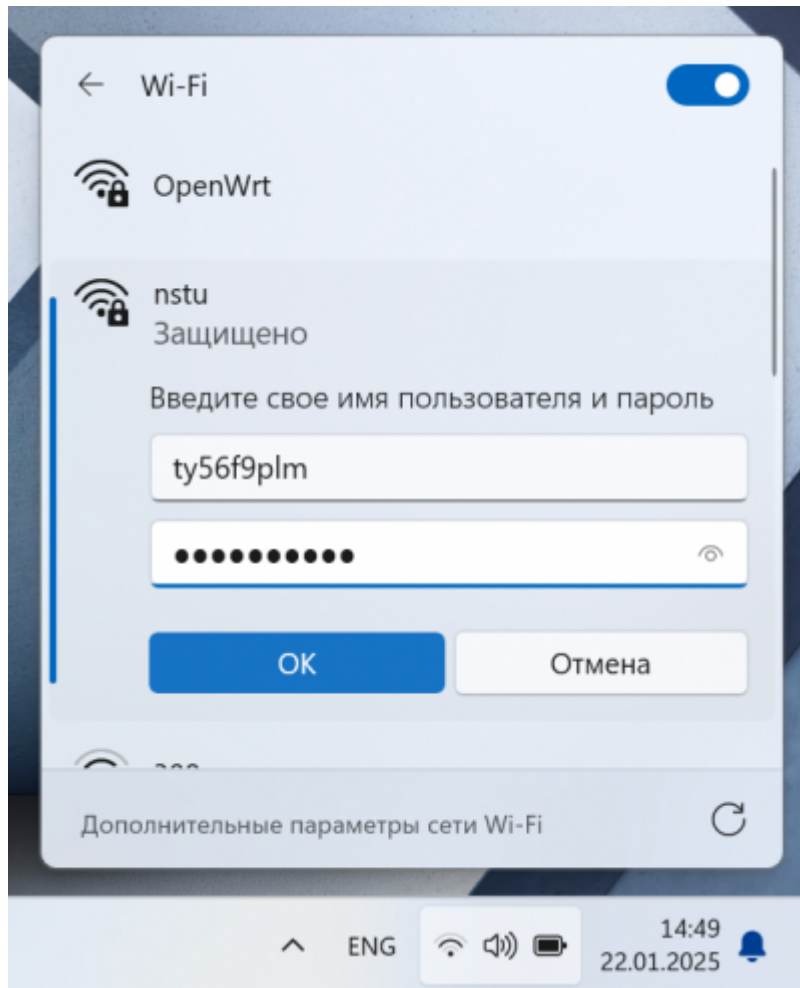 Wi-Fi
OpenWrt
nstu
Защищено
Введите свое имя пользователя и пароль
ty56f9plm
●●●●●●●●●●
OK
Отмена
Дополнительные параметры сети Wi-Fi
ENG
14:49
22.01.2025